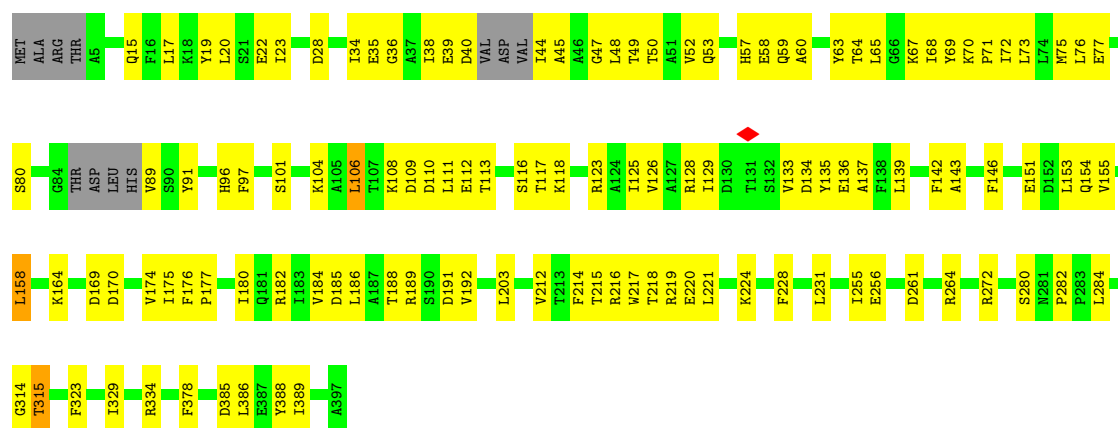 MET ALA ARG THR A5 Q15 F16 L17 K18 Y19 L20 S21 E22 I23 D28 I34 E35 G36 A37 I38 E39 D40 VAL ASP VAL I44 A45 A46 G47 L48 T49 T50 A51 V52 Q53 H57 E58 Q59 A60 Y63 T64 L65 G66 K67 I68 Y69 K70 P71 I72 L73 L74 M75 L76 E77
S80 G84 THR ASP LEU HIS V89 S90 Y91 H96 F97 S101 K104 A105 L106 T107 K108 D109 D110 L111 E112 T113 S116 T117 K118 R123 A124 I125 V126 A127 R128 I129 D130 T131 S132 V133 D134 Y135 E136 A137 F138 L139 F142 A143 F146 E151 D152 L153 Q154 V155
L158 K164 D169 D170 V174 I175 F176 P177 I180 Q181 R182 I183 V184 D185 L186 A187 T188 R189 S190 D191 V192 L203 V212 T213 F214 T215 R216 W217 T218 R219 E220 L221 K224 F228 L231 I255 E256 D261 R264 R272 S280 N281 P282 P283 L284
G314 T315 F323 I329 R334 F378 D385 L386 E387 Y388 I389 A397